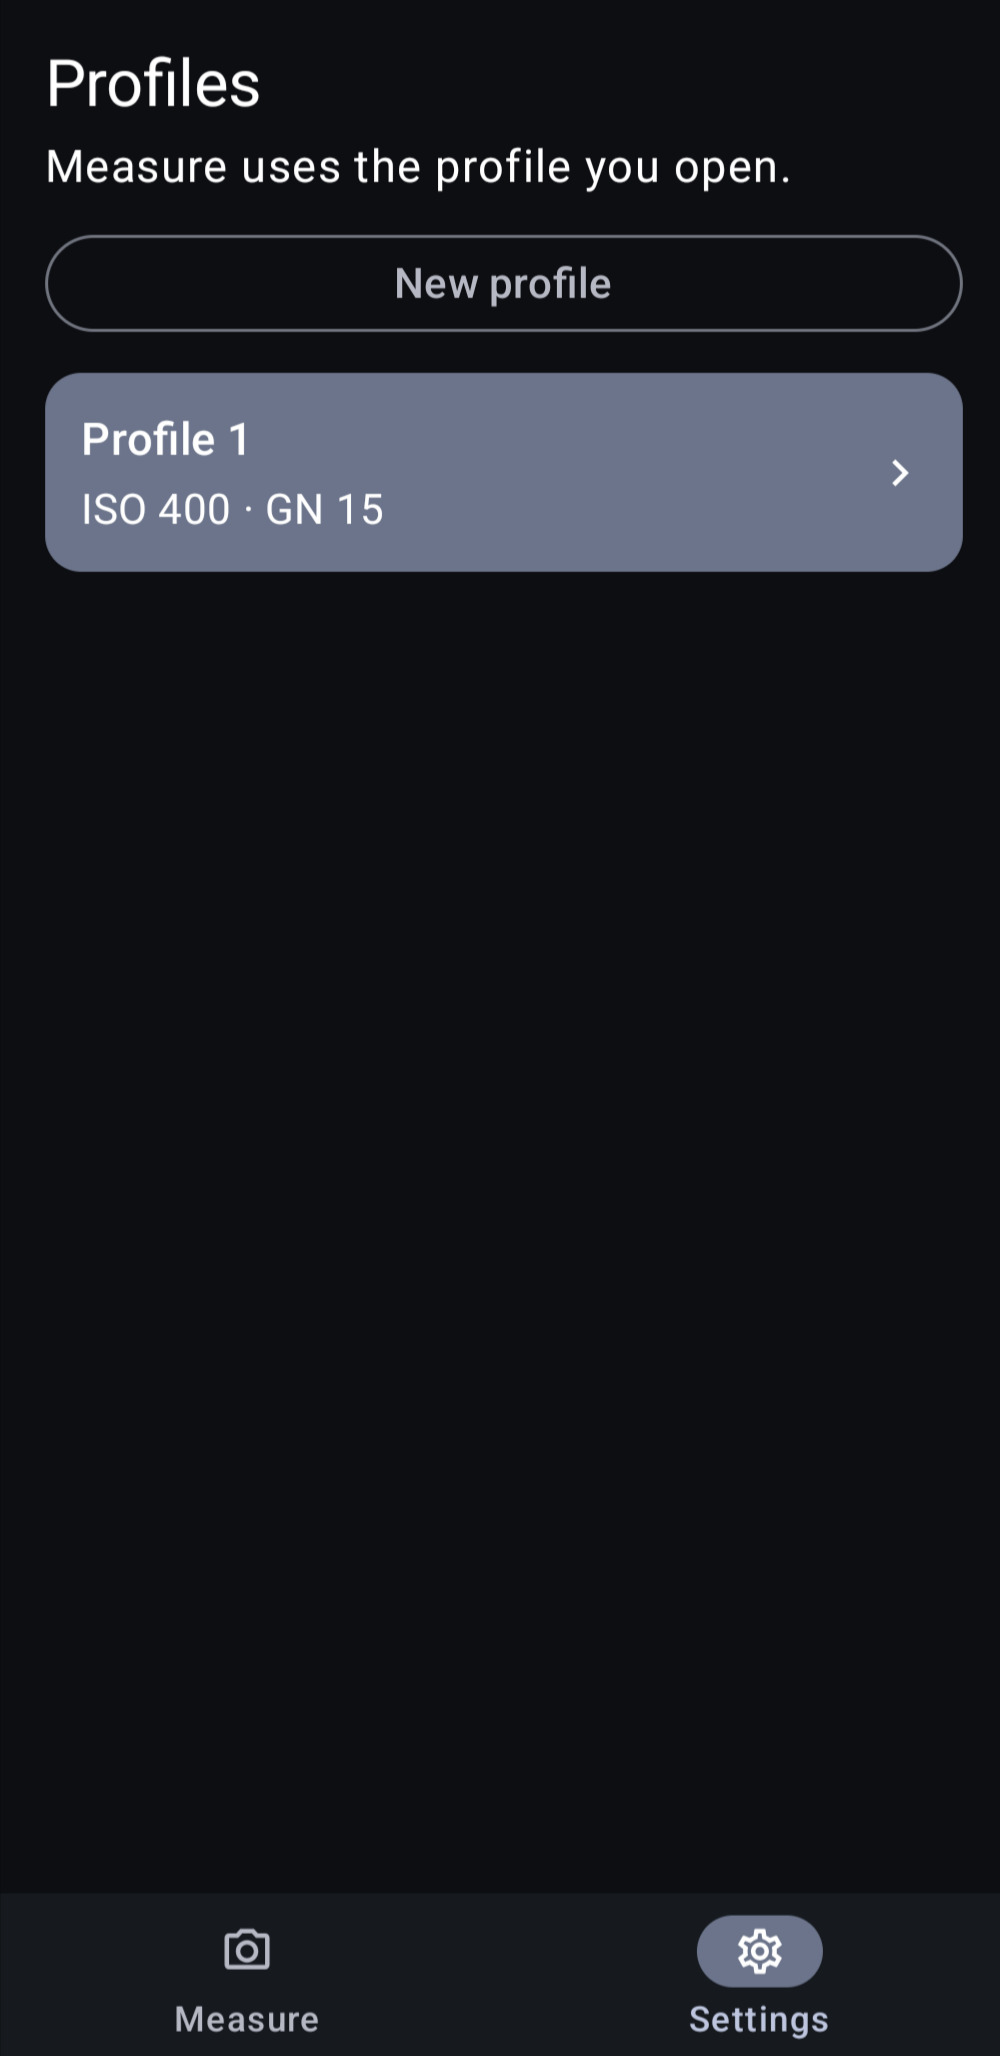 Profiles
Measure uses the profile you open.
New profile
Profile 1
ISO 400 · GN 15
Measure
Settings